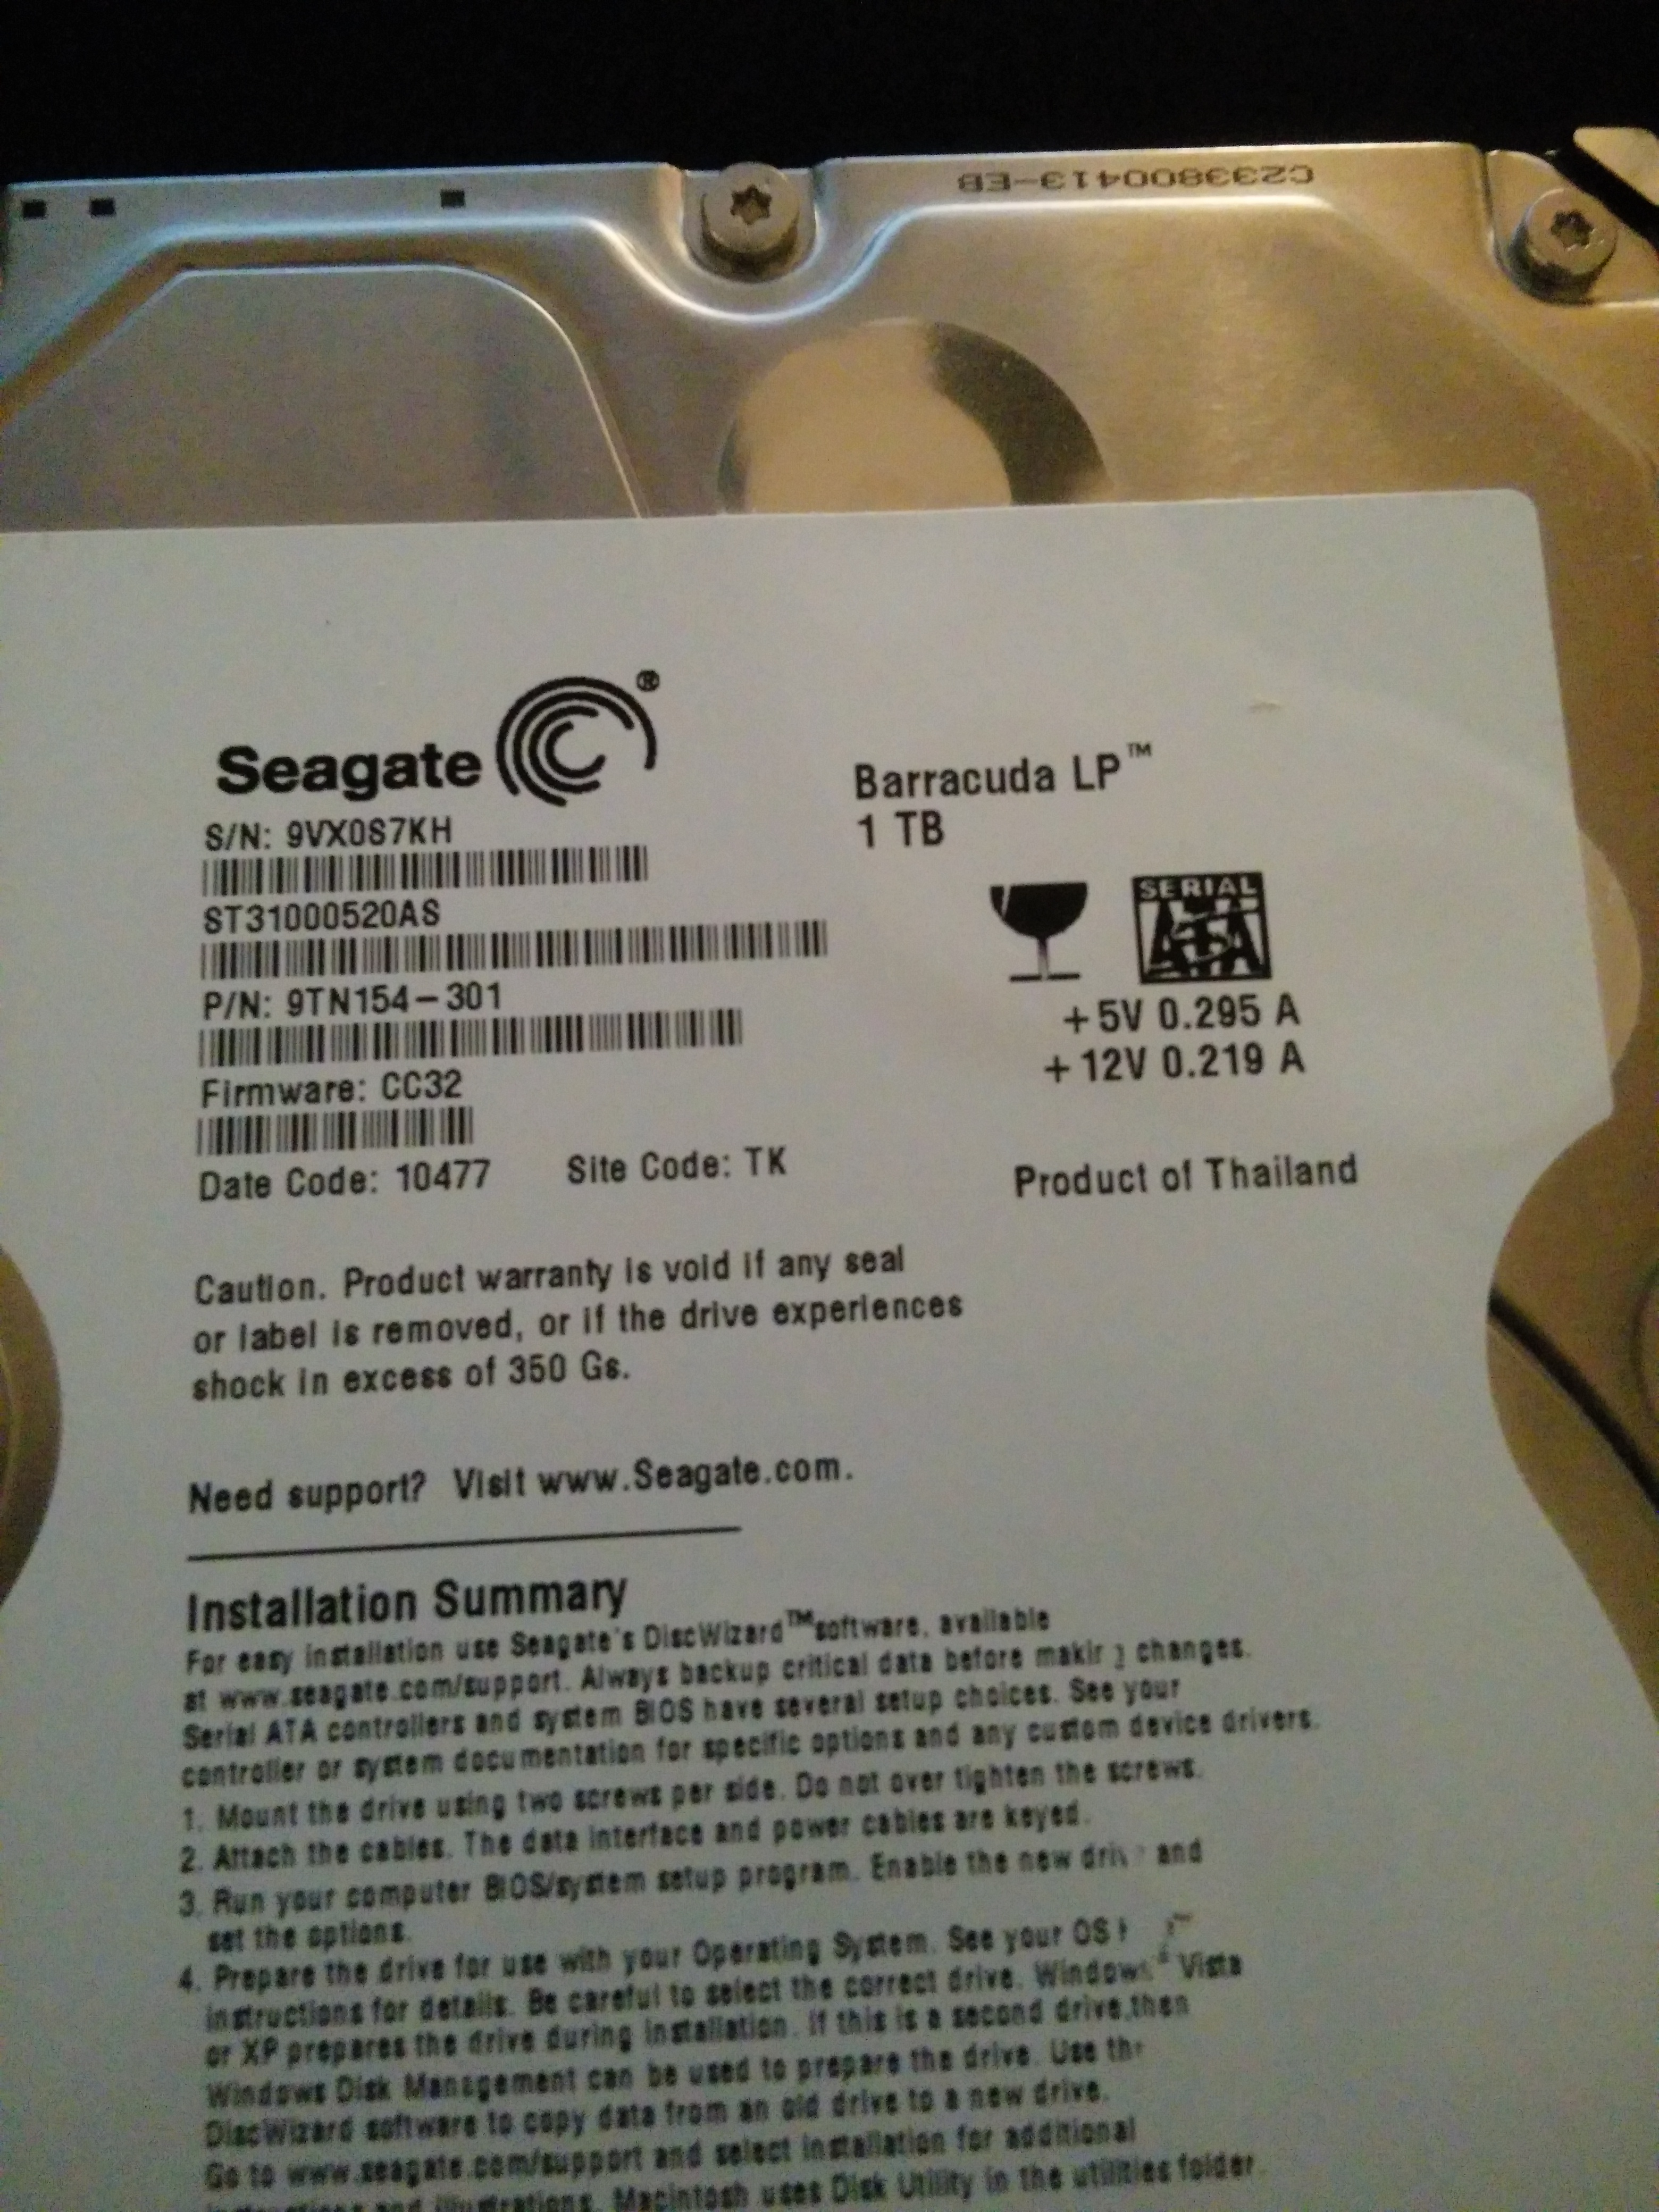 C233800413-EB
Seagate®
S/N: 9VX0S7KH
ST31000520AS
P/N: 9TN154-301
Firmware: CC32
Date Code: 10477 Site Code: TK
Barracuda LP™
1 TB
SERIAL
ATA
+5V 0.295 A
+12V 0.219 A
Product of Thailand
Caution. Product warranty is void if any seal
or label is removed, or if the drive experiences
shock in excess of 350 Gs.
Need support? Visit www.Seagate.com.
Installation Summary
For easy installation use Seagate's DiscWizard™ software, available
at www.seagate.com/support. Always backup critical data before makin changes.
Serial ATA controllers and system BIOS have several setup choices. See your
controller or system documentation for specific options and any custom device drivers.
1. Mount the drive using two screws per side. Do not over tighten the screws.
2. Attach the cables. The data interface and power cables are keyed.
3. Run your computer BIOS/system setup program. Enable the new driv and
set the options.
4. Prepare the drive for use with your Operating System. See your OS
instructions for details. Be careful to select the correct drive. Windows® Vista
or XP prepares the drive during installation. If this is a second drive,then
Windows Disk Management can be used to prepare the drive. Use the
DiscWizard software to copy data from an old drive to a new drive.
Go to www.seagate.com/support and select installation for additional
instructions and illustrations. Macintosh uses Disk Utility in the utilities folder.